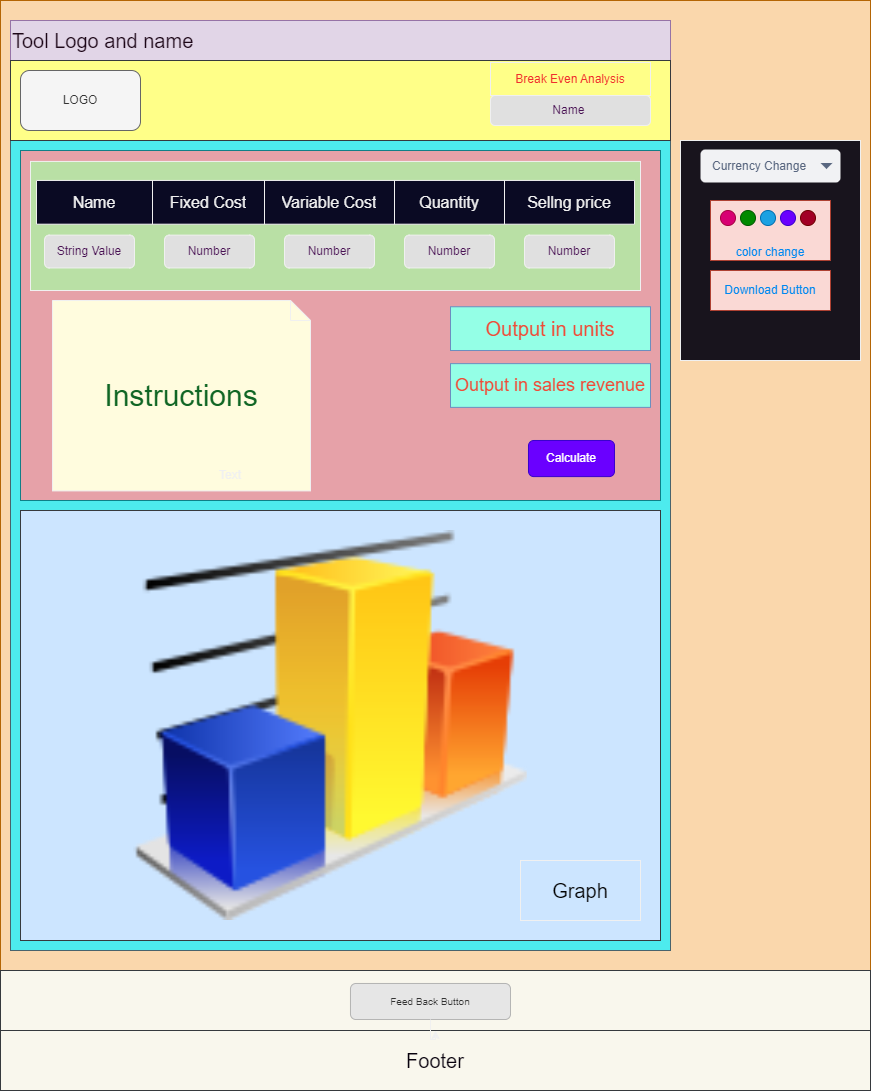 Tool Logo and name
LOGO
Break Even Analysis
Name
Name Fixed Cost Variable Cost Quantity Sellng price
String Value Number Number Number Number
Instructions
Text
Output in units
Output in sales revenue
Calculate
Currency Change
color change
Download Button
Graph
Feed Back Button
Footer